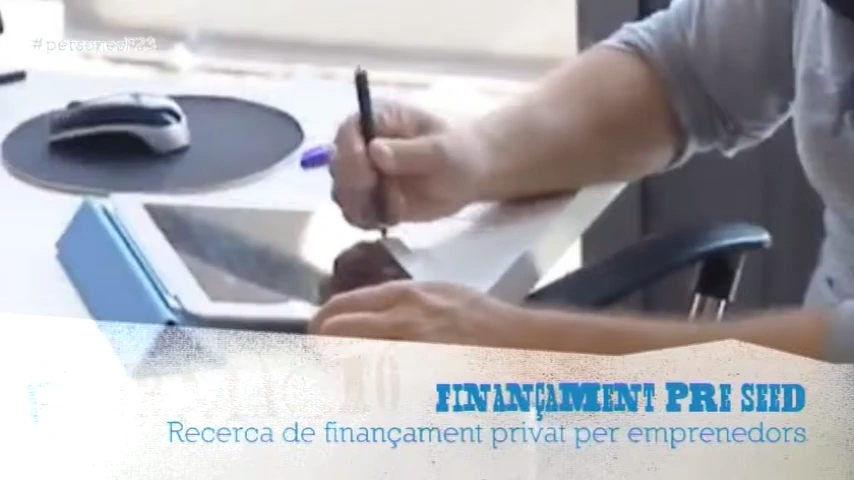 FINANÇAMENT PRE SEED
Recerca de finançament privat per emprenedors